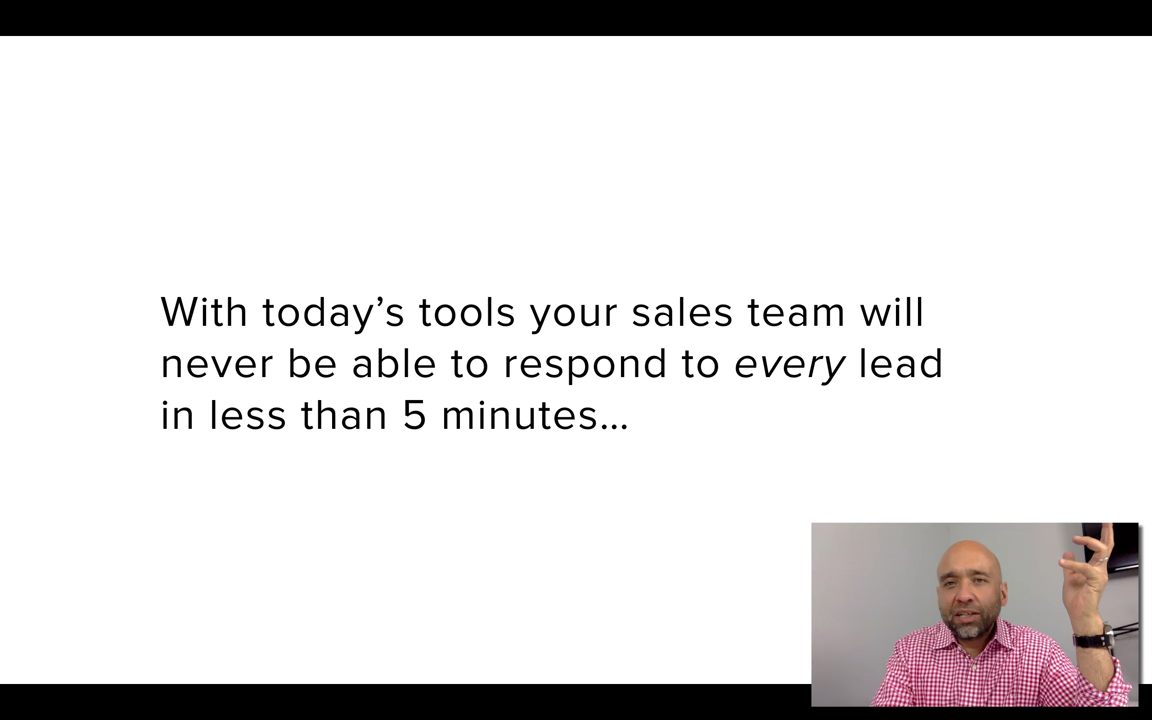 With today’s tools your sales team will
never be able to respond to every lead
in less than 5 minutes…